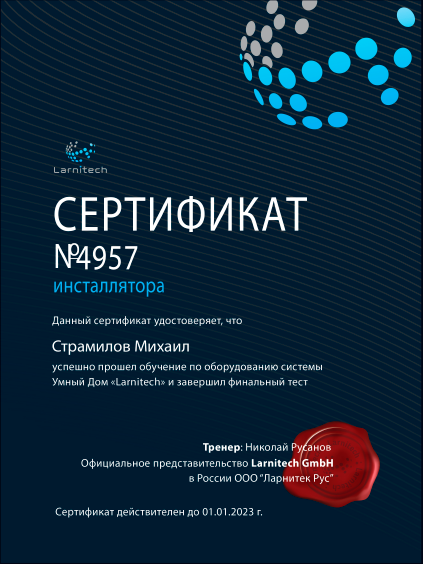 Larnitech
СЕРТИФИКАТ
№4957
инсталлятора
Данный сертификат удостоверяет, что
Страмилов Михаил
успешно прошел обучение по оборудованию системы
Умный Дом «Larnitech» и завершил финальный тест
Тренер: Николай Русанов
Официальное представительство Larnitech GmbH
в России ООО “Ларнитек Рус”
Сертификат действителен до 01.01.2023 г.